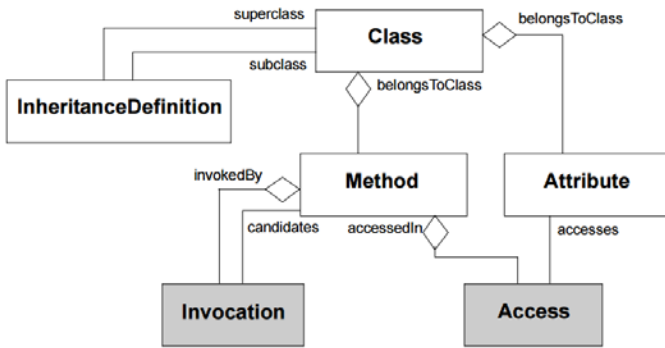 superclass
Class
belongsToClass
subclass
InheritanceDefinition
belongsToClass
invokedBy
Method
Attribute
candidates
accessedIn
accesses
Invocation
Access